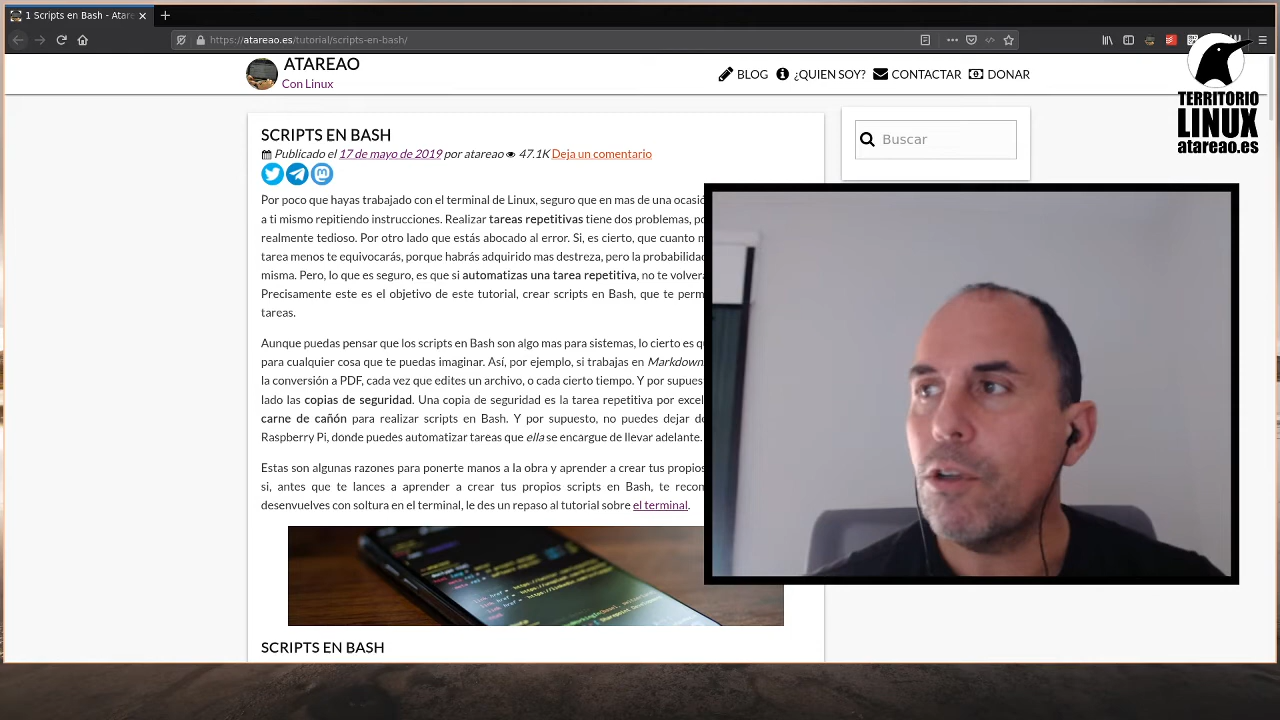 1 Scripts en Bash - Atare
https://atareao.es/tutorial/scripts-en-bash/
ATAREAO
Con Linux
BLOG
¿QUIEN SOY?
CONTACTAR
DONAR
TERRITORIO
LINUX
atareao.es
SCRIPTS EN BASH
Publicado el 17 de mayo de 2019 por atareao 47.1K Deja un comentario
Buscar
Por poco que hayas trabajado con el terminal de Linux, seguro que en mas de una ocasió
a ti mismo repitiendo instrucciones. Realizar tareas repetitivas tiene dos problemas, po
realmente tedioso. Por otro lado que estás abocado al error. Si, es cierto, que cuanto m
tarea menos te equivocarás, porque habrás adquirido mas destreza, pero la probabilidad
misma. Pero, lo que es seguro, es que si automatizas una tarea repetitiva, no te volverá
Precisamente este es el objetivo de este tutorial, crear scripts en Bash, que te perm
tareas.
Aunque puedas pensar que los scripts en Bash son algo mas para sistemas, lo cierto es qu
para cualquier cosa que te puedas imaginar. Así, por ejemplo, si trabajas en Markdown
la conversión a PDF, cada vez que edites un archivo, o cada cierto tiempo. Y por supues
lado las copias de seguridad. Una copia de seguridad es la tarea repetitiva por excel
carne de cañón para realizar scripts en Bash. Y por supuesto, no puedes dejar de
Raspberry Pi, donde puedes automatizar tareas que ella se encargue de llevar adelante.
Estas son algunas razones para ponerte manos a la obra y aprender a crear tus propios
si, antes que te lances a aprender a crear tus propios scripts en Bash, te recon
desenvuelves con soltura en el terminal, le des un repaso al tutorial sobre el terminal.
SCRIPTS EN BASH